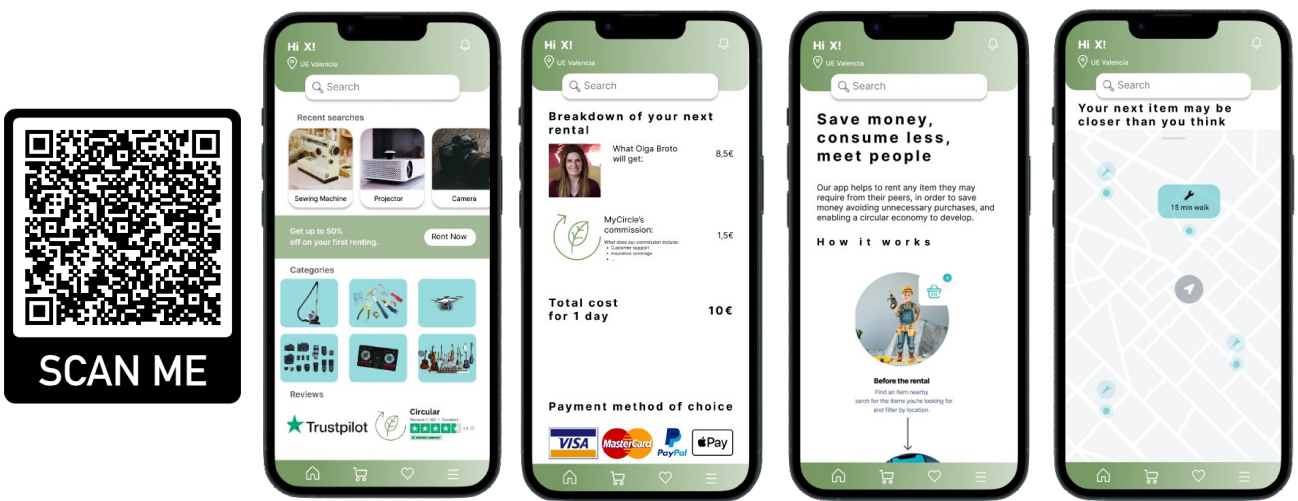 SCAN ME
Hi X!
UE Valencia
Search
Recent searches
Sewing Machine
Projector
Camera
Get up to 50%
off on your first renting.
Rent Now
Categories
Reviews
Trustpilot
Circular
Excellent
4.4
Hi X!
UE Valencia
Search
Breakdown of your next
rental
What Olga Broto
will get:
8,5€
MyCircle's
commission:
1,5€
What does our commission include:
• Customer support
• Insurance coverage
• ...
Total cost
for 1 day
10€
Payment method of choice
VISA
MasterCard
PayPal
Pay
Hi X!
UE Valencia
Search
Save money,
consume less,
meet people
Our app helps to rent any item they may
require from their peers, in order to save
money avoiding unnecessary purchases, and
enabling a circular economy to develop.
How it works
Before the rental
Find an item nearby
earch for the items you're looking for
and filter by location.
Hi X!
UE Valencia
Search
Your next item may be
closer than you think
15 min walk